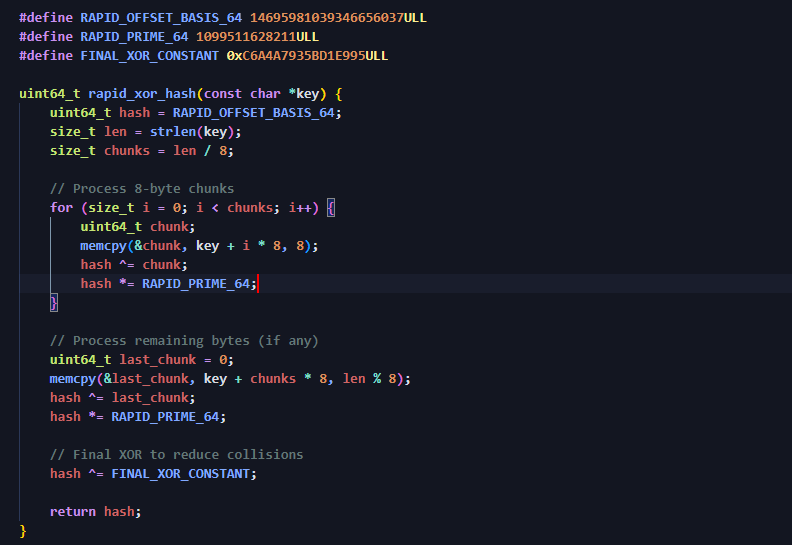 #define RAPID_OFFSET_BASIS_64 14695981039346656037ULL
#define RAPID_PRIME_64 1099511628211ULL
#define FINAL_XOR_CONSTANT 0xC6A4A7935BD1E995ULL

uint64_t rapid_xor_hash(const char *key) {
    uint64_t hash = RAPID_OFFSET_BASIS_64;
    size_t len = strlen(key);
    size_t chunks = len / 8;

    // Process 8-byte chunks
    for (size_t i = 0; i < chunks; i++) {
        uint64_t chunk;
        memcpy(&chunk, key + i * 8, 8);
        hash ^= chunk;
        hash *= RAPID_PRIME_64;
    }

    // Process remaining bytes (if any)
    uint64_t last_chunk = 0;
    memcpy(&last_chunk, key + chunks * 8, len % 8);
    hash ^= last_chunk;
    hash *= RAPID_PRIME_64;

    // Final XOR to reduce collisions
    hash ^= FINAL_XOR_CONSTANT;

    return hash;
}